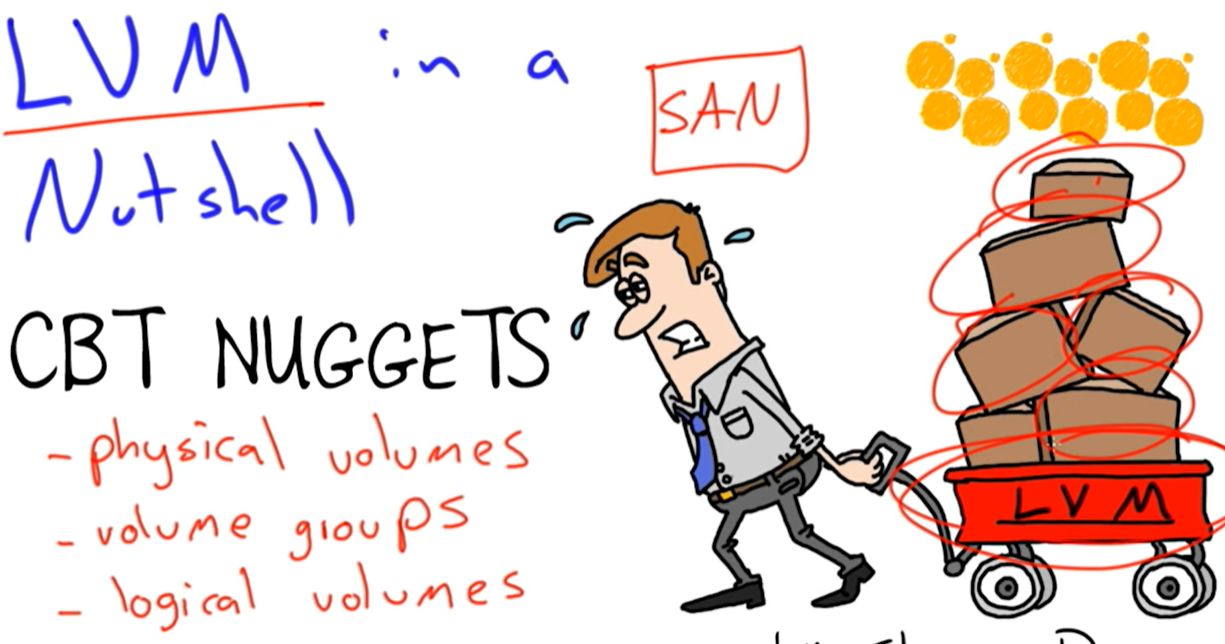 LVM in a
Nutshell
SAN
CBT NUGGETS
- physical volumes
- volume groups
- logical volumes
LVM